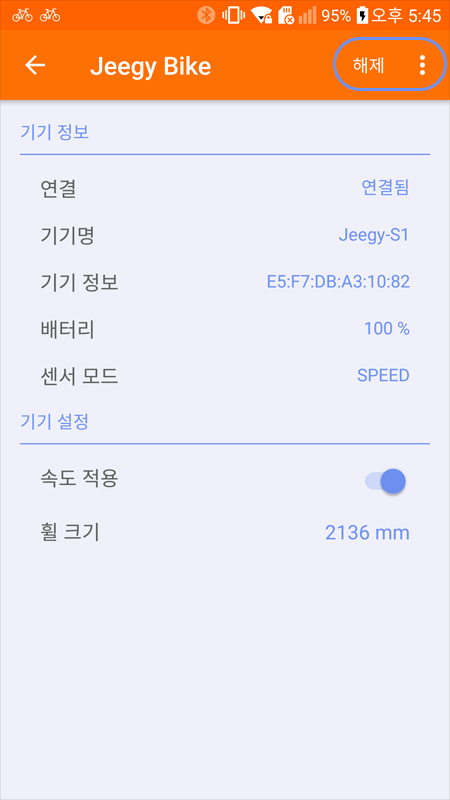 95% 오후 5:45
Jeegy Bike 해제
기기 정보
연결 연결됨
기기명 Jeegy-S1
기기 정보 E5:F7:DB:A3:10:82
배터리 100 %
센서 모드 SPEED
기기 설정
속도 적용
휠 크기 2136 mm